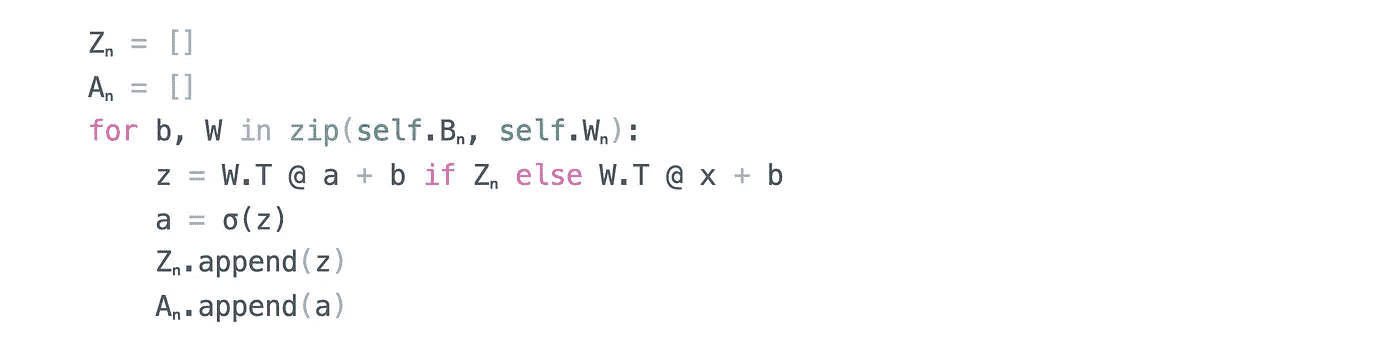 Zₙ = []
Aₙ = []
for b, W in zip(self.Bₙ, self.Wₙ):
    z = W.T @ a + b if Zₙ else W.T @ x + b
    a = σ(z)
    Zₙ.append(z)
    Aₙ.append(a)